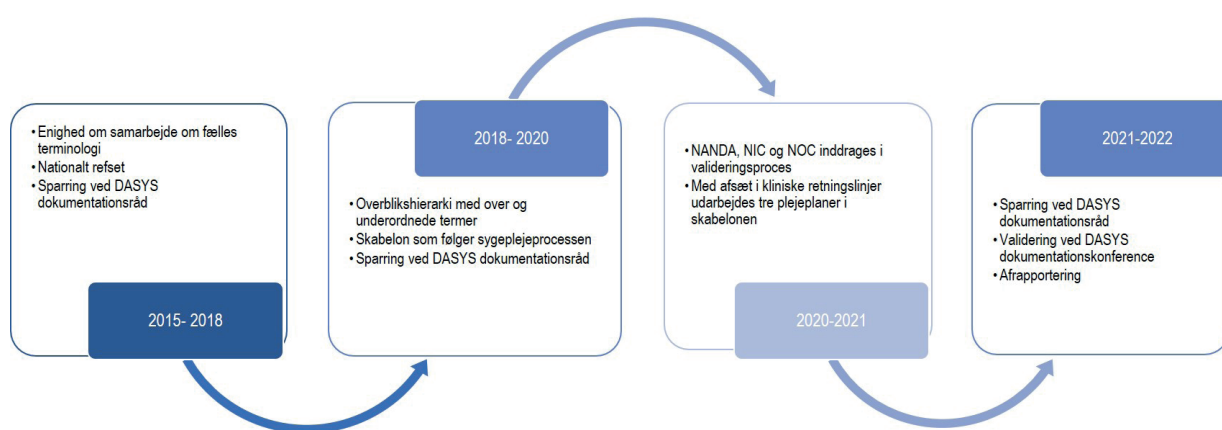 • Enighed om samarbejde om fælles
terminologi
• Nationalt refset
• Sparring ved DASYS
dokumentationsråd
2015- 2018
2018- 2020
• Overblikshierarki med over og
underordnede termer
• Skabelon som følger sygeplejeprocessen
• Sparring ved DASYS dokumentationsråd
• NANDA, NIC og NOC inddrages i
valideringsproces
• Med afsæt i kliniske retningslinjer
udarbejdes tre plejeplaner i
skabelonen
2020-2021
2021-2022
• Sparring ved DASYS
dokumentationsråd
• Validering ved DASYS
dokumentationskonference
• Afrapportering